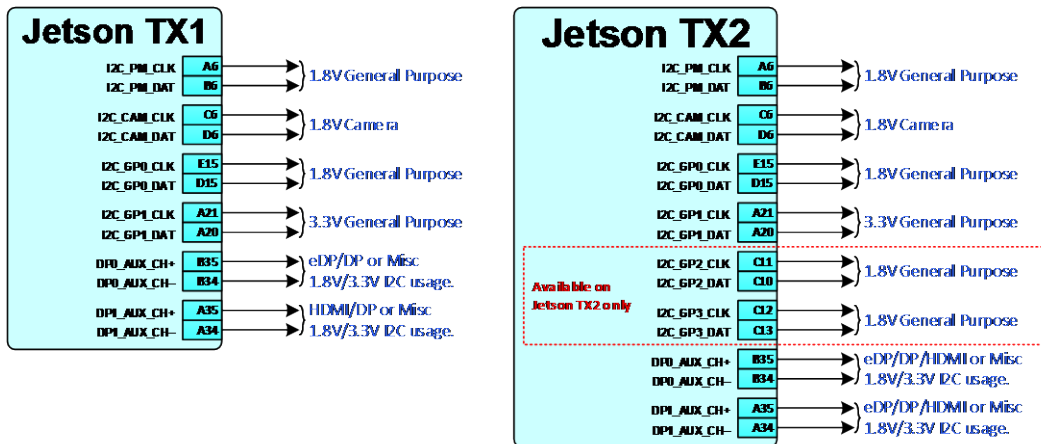 Jetson TX1
I2C_PM_CLK A6
I2C_PM_DAT B6
1.8V General Purpose
I2C_CAM_CLK C6
I2C_CAM_DAT D6
1.8V Camera
I2C_GP0_CLK E15
I2C_GP0_DAT D15
1.8V General Purpose
I2C_GP1_CLK A21
I2C_GP1_DAT A20
3.3V General Purpose
DP0_AUX_CH+ B35 eDP/DP or Misc
DP0_AUX_CH– B34 1.8V/3.3V I2C usage.
DP1_AUX_CH+ A35 HDMI/DP or Misc
DP1_AUX_CH– A34 1.8V/3.3V I2C usage.
Jetson TX2
I2C_PM_CLK A6
I2C_PM_DAT B6
1.8V General Purpose
I2C_CAM_CLK C6
I2C_CAM_DAT D6
1.8V Camera
I2C_GP0_CLK E15
I2C_GP0_DAT D15
1.8V General Purpose
I2C_GP1_CLK A21
I2C_GP1_DAT A20
3.3V General Purpose
Available on
Jetson TX2 only
I2C_GP2_CLK C11
I2C_GP2_DAT C10
1.8V General Purpose
I2C_GP3_CLK C12
I2C_GP3_DAT C13
1.8V General Purpose
DP0_AUX_CH+ B35 eDP/DP/HDMI or Misc
DP0_AUX_CH– B34 1.8V/3.3V I2C usage.
DP1_AUX_CH+ A35 eDP/DP/HDMI or Misc
DP1_AUX_CH– A34 1.8V/3.3V I2C usage.